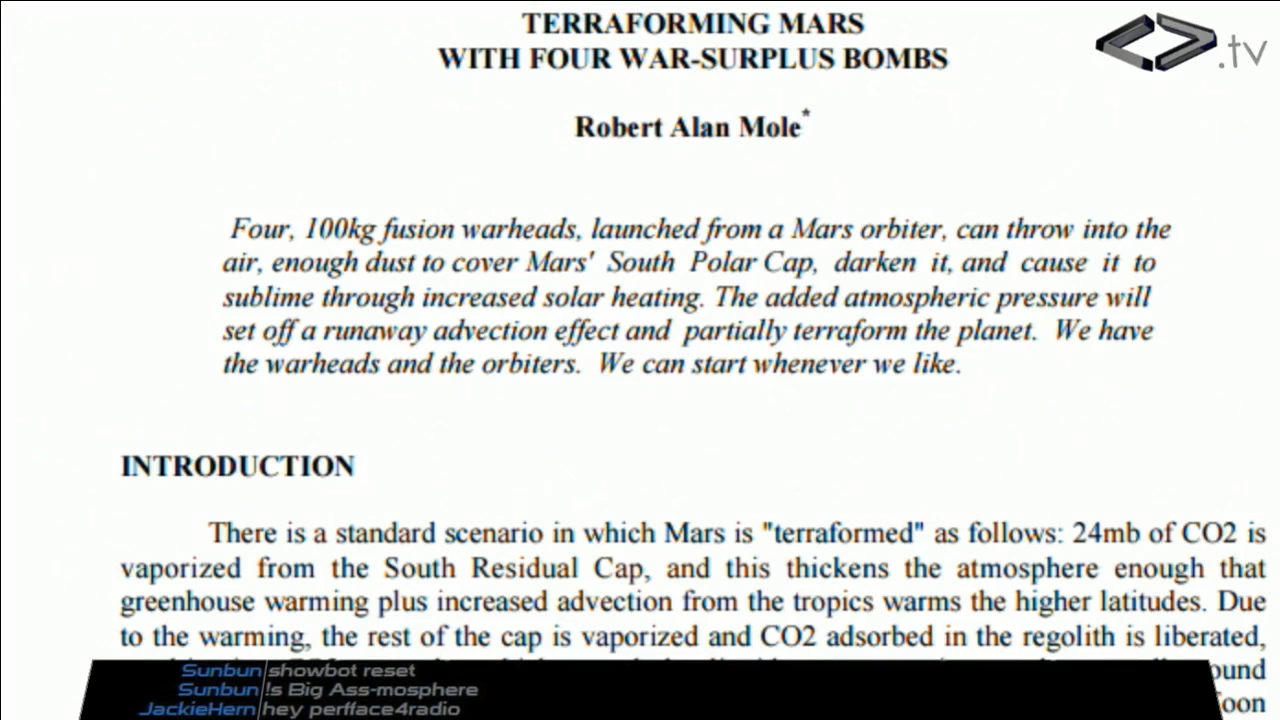 TERRAFORMING MARS
WITH FOUR WAR-SURPLUS BOMBS
.tv
Robert Alan Mole*
Four, 100kg fusion warheads, launched from a Mars orbiter, can throw into the
air, enough dust to cover Mars' South Polar Cap, darken it, and cause it to
sublime through increased solar heating. The added atmospheric pressure will
set off a runaway advection effect and partially terraform the planet. We have
the warheads and the orbiters. We can start whenever we like.
INTRODUCTION
There is a standard scenario in which Mars is "terraformed" as follows: 24mb of CO2 is
vaporized from the South Residual Cap, and this thickens the atmosphere enough that
greenhouse warming plus increased advection from the tropics warms the higher latitudes. Due
to the warming, the rest of the cap is vaporized and CO2 adsorbed in the regolith is liberated,
Sunbun showbot reset
Sunbun !s Big Ass-mosphere
JackieHern hey perfface4radio